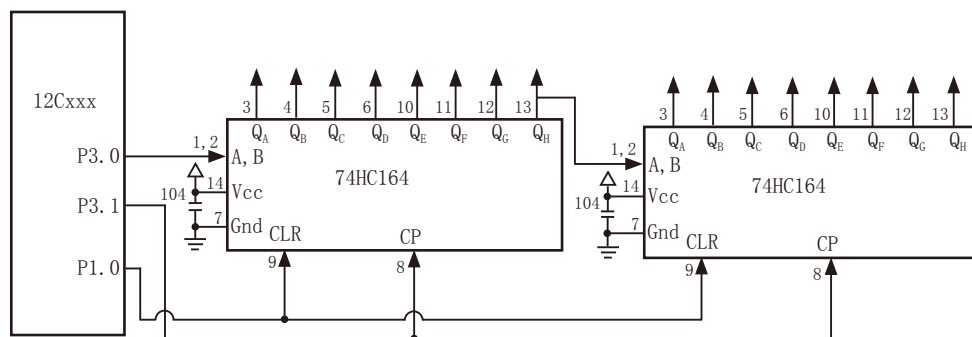 12Cxxx
P3.0
P3.1
P1.0
3 4 5 6 10 11 12 13
QA QB QC QD QE QF QG QH
1,2
A,B
74HC164
14
Vcc
104
7
Gnd
CLR
CP
9
8
3 4 5 6 10 11 12 13
QA QB QC QD QE QF QG QH
1,2
A,B
74HC164
14
Vcc
104
7
Gnd
CLR
CP
9
8